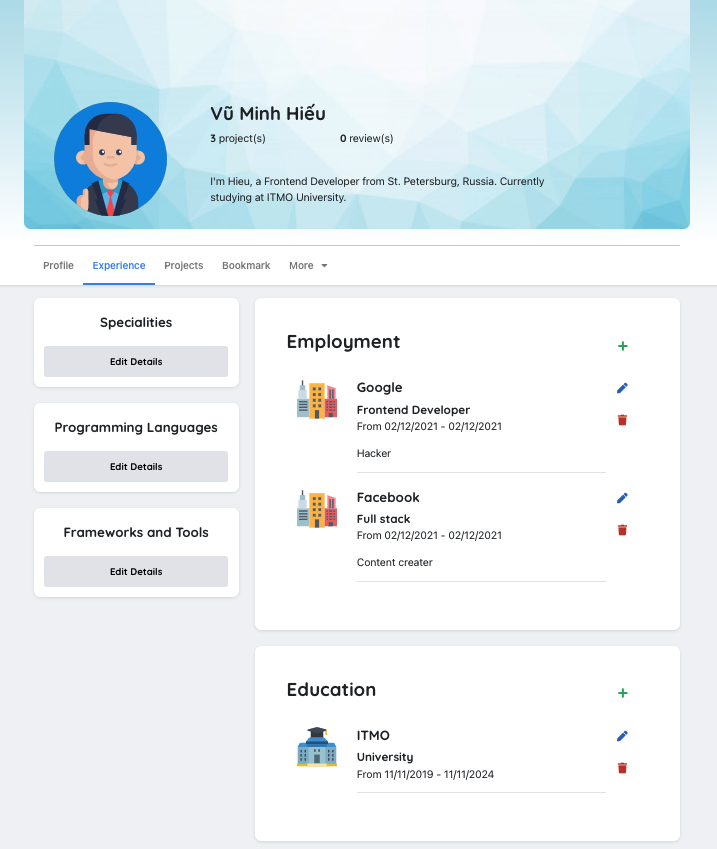 Vũ Minh Hiếu
3 project(s) 0 review(s)
I'm Hieu, a Frontend Developer from St. Petersburg, Russia. Currently
studying at ITMO University.
Profile Experience Projects Bookmark More
Specialities
Edit Details
Programming Languages
Edit Details
Frameworks and Tools
Edit Details
Employment
Google
Frontend Developer
From 02/12/2021 - 02/12/2021
Hacker
Facebook
Full stack
From 02/12/2021 - 02/12/2021
Content creater
Education
ITMO
University
From 11/11/2019 - 11/11/2024